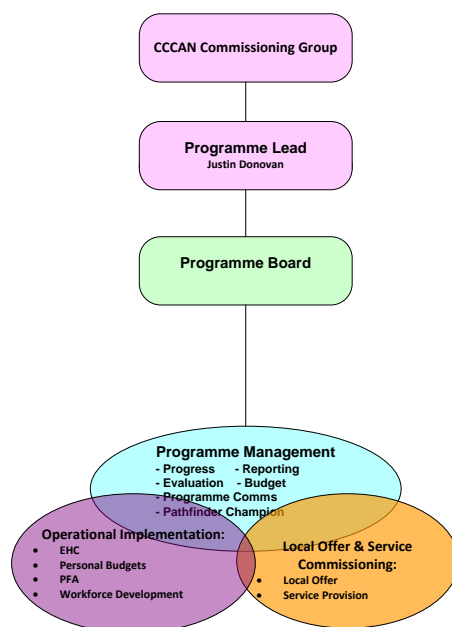 CCCAN Commissioning Group
Programme Lead
Justin Donovan
Programme Board
Programme Management
- Progress - Reporting
- Evaluation - Budget
- Programme Comms
- Pathfinder Champion
Operational Implementation:
• EHC
• Personal Budgets
• PFA
• Workforce Development
Local Offer & Service
Commissioning:
• Local Offer
• Service Provision